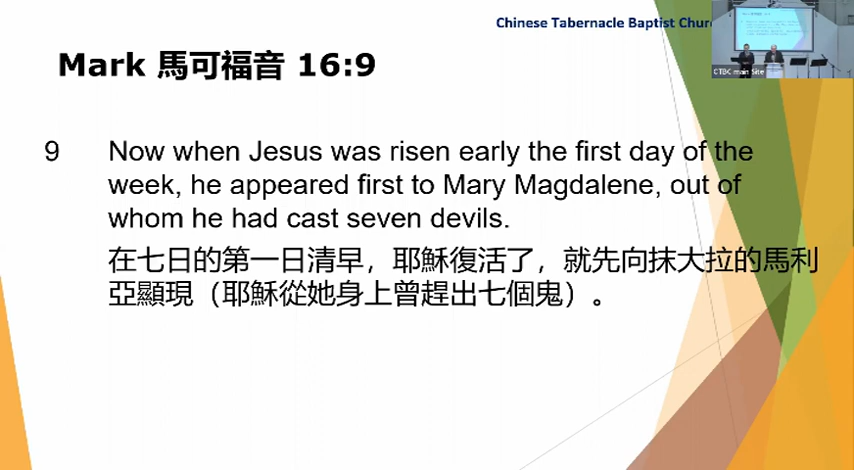 Chinese Tabernacle Baptist Chur
CTBC main Site
Mark 馬可福音 16:9
9 Now when Jesus was risen early the first day of the
week, he appeared first to Mary Magdalene, out of
whom he had cast seven devils.
在七日的第一日清早，耶穌復活了，就先向抹大拉的馬利
亞顯現（耶穌從她身上曾趕出七個鬼）。